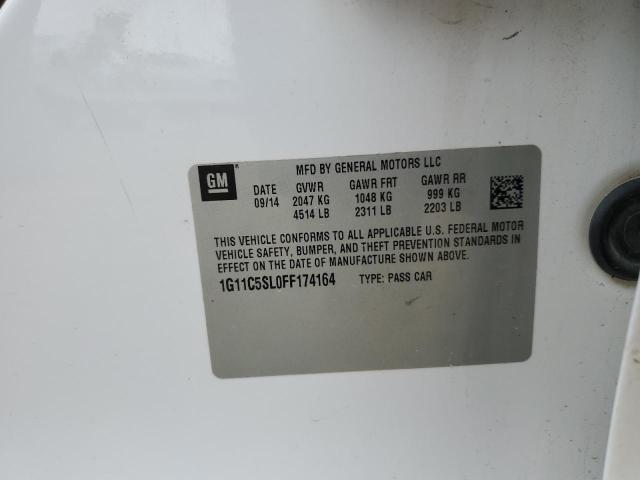 MFD BY GENERAL MOTORS LLC
GM
DATE GVWR GAWR FRT GAWR RR
09/14 2047 KG 1048 KG 999 KG
4514 LB 2311 LB 2203 LB
THIS VEHICLE CONFORMS TO ALL APPLICABLE U.S. FEDERAL MOTOR
VEHICLE SAFETY, BUMPER, AND THEFT PREVENTION STANDARDS IN
EFFECT ON THE DATE OF MANUFACTURE SHOWN ABOVE.
1G11C5SL0FF174164 TYPE: PASS CAR